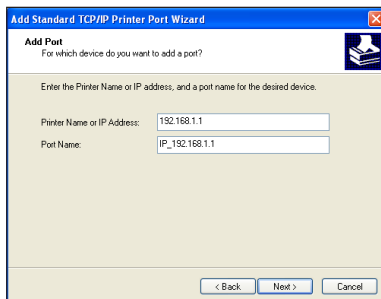 Add Standard TCP/IP Printer Port Wizard
Add Port
For which device do you want to add a port?
Enter the Printer Name or IP address, and a port name for the desired device.
Printer Name or IP Address: 192.168.1.1
Port Name: IP_192.168.1.1
< Back Next > Cancel